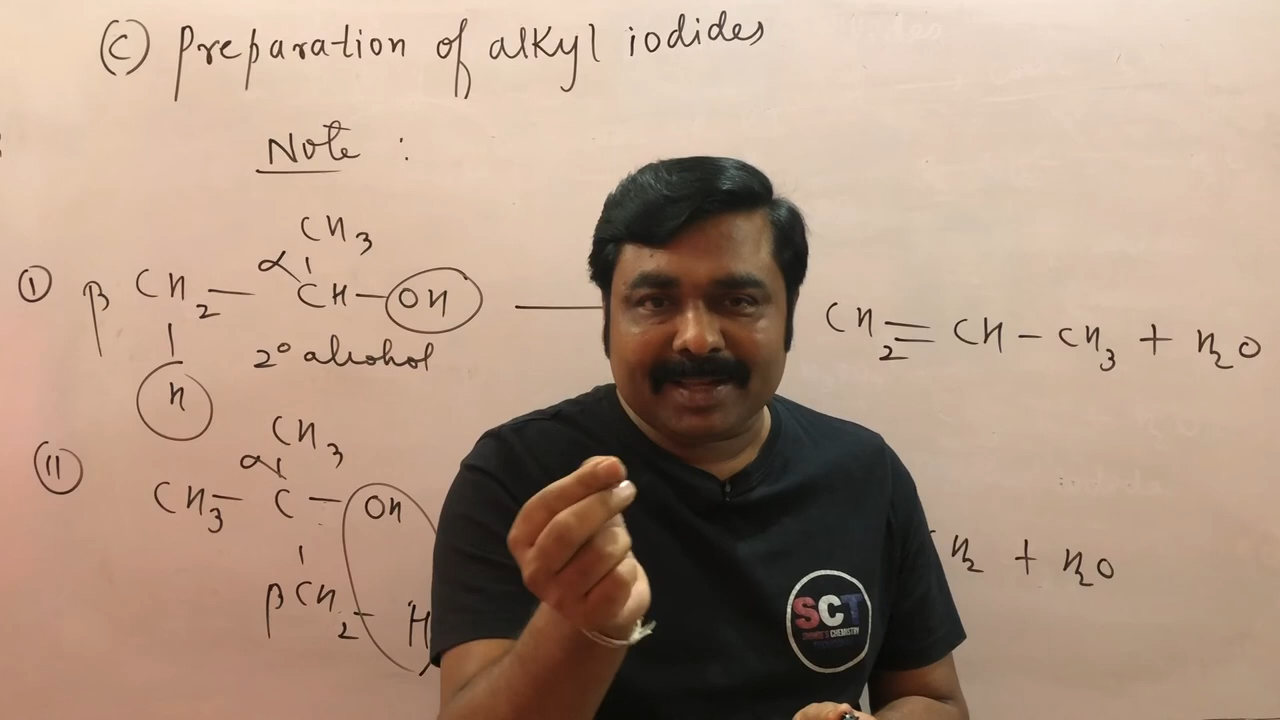 (C) Preparation of alkyl iodides
Note :
CH3
(I) β CH2 — α CH — OH
H
2° alcohol
CH2 = CH – CH3 + H2O
(II) CH3
CH3 – α C – OH
β CH2 – H
H2 + H2O
SCT
CHEMISTRY